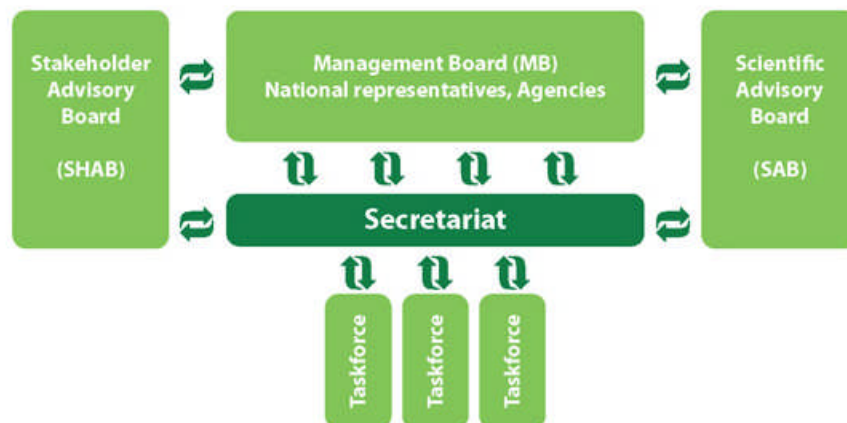 Stakeholder
Advisory
Board
(SHAB)
Management Board (MB)
National representatives, Agencies
Scientific
Advisory
Board
(SAB)
Secretariat
Taskforce
Taskforce
Taskforce